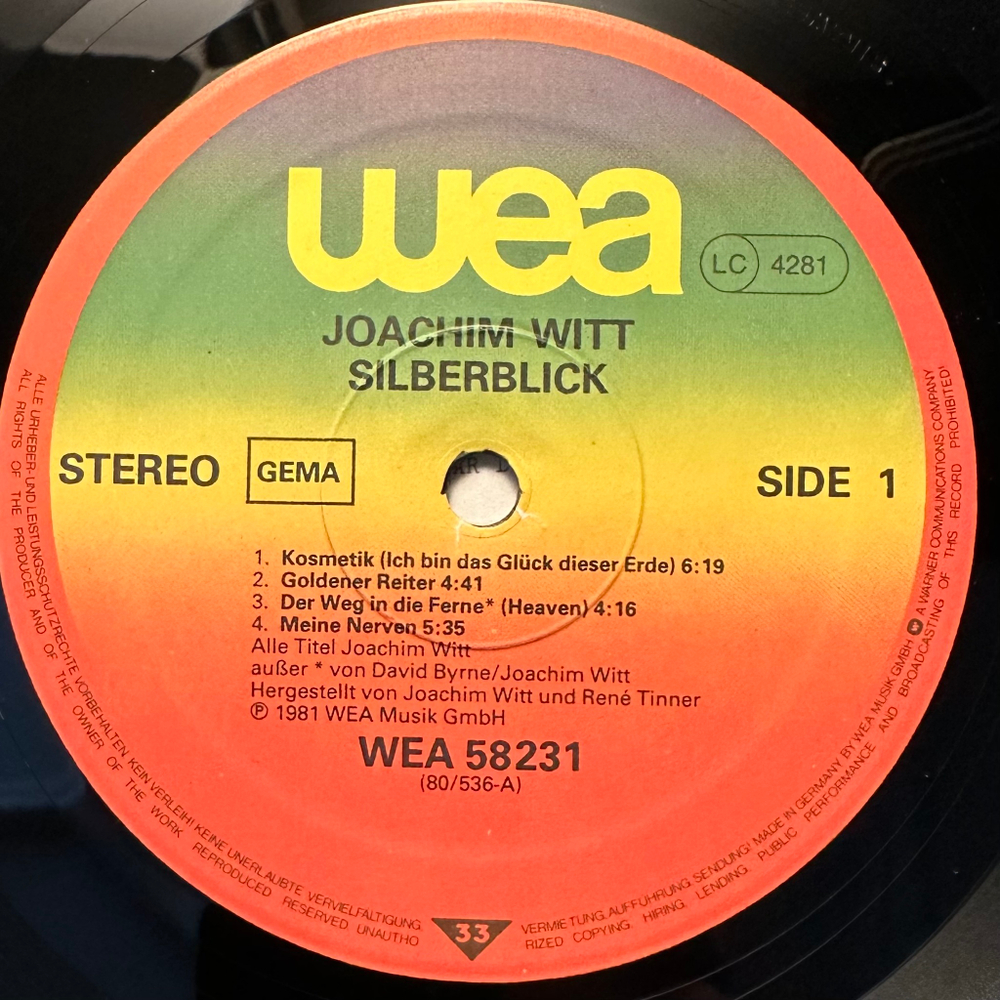 wea
LC 4281
JOACHIM WITT
SILBERBLICK
STEREO GEMA
SIDE 1
1. Kosmetik (Ich bin das Glück dieser Erde) 6:19
2. Goldener Reiter 4:41
3. Der Weg in die Ferne* (Heaven) 4:16
4. Meine Nerven 5:35
Alle Titel Joachim Witt
außer * von David Byrne/Joachim Witt
Hergestellt von Joachim Witt und René Tinner
℗ 1981 WEA Musik GmbH
WEA 58231
(80/536-A)
33
ALLE URHEBER- UND LEISTUNGSSCHUTZRECHTE VORBEHALTEN KEIN VERLEIH! KEINE UNERLAUBTE VERVIELFÄLTIGUNG, VERMIETUNG, AUFFÜHRUNG, SENDUNG! MADE IN GERMANY BY WEA MUSIK GMBH W A WARNER COMMUNICATIONS COMPANY
ALL RIGHTS OF THE PRODUCER AND OF THE OWNER OF THE WORK REPRODUCED RESERVED UNAUTHORIZED COPYING, HIRING, LENDING, PUBLIC PERFORMANCE AND BROADCASTING OF THIS RECORD PROHIBITED!